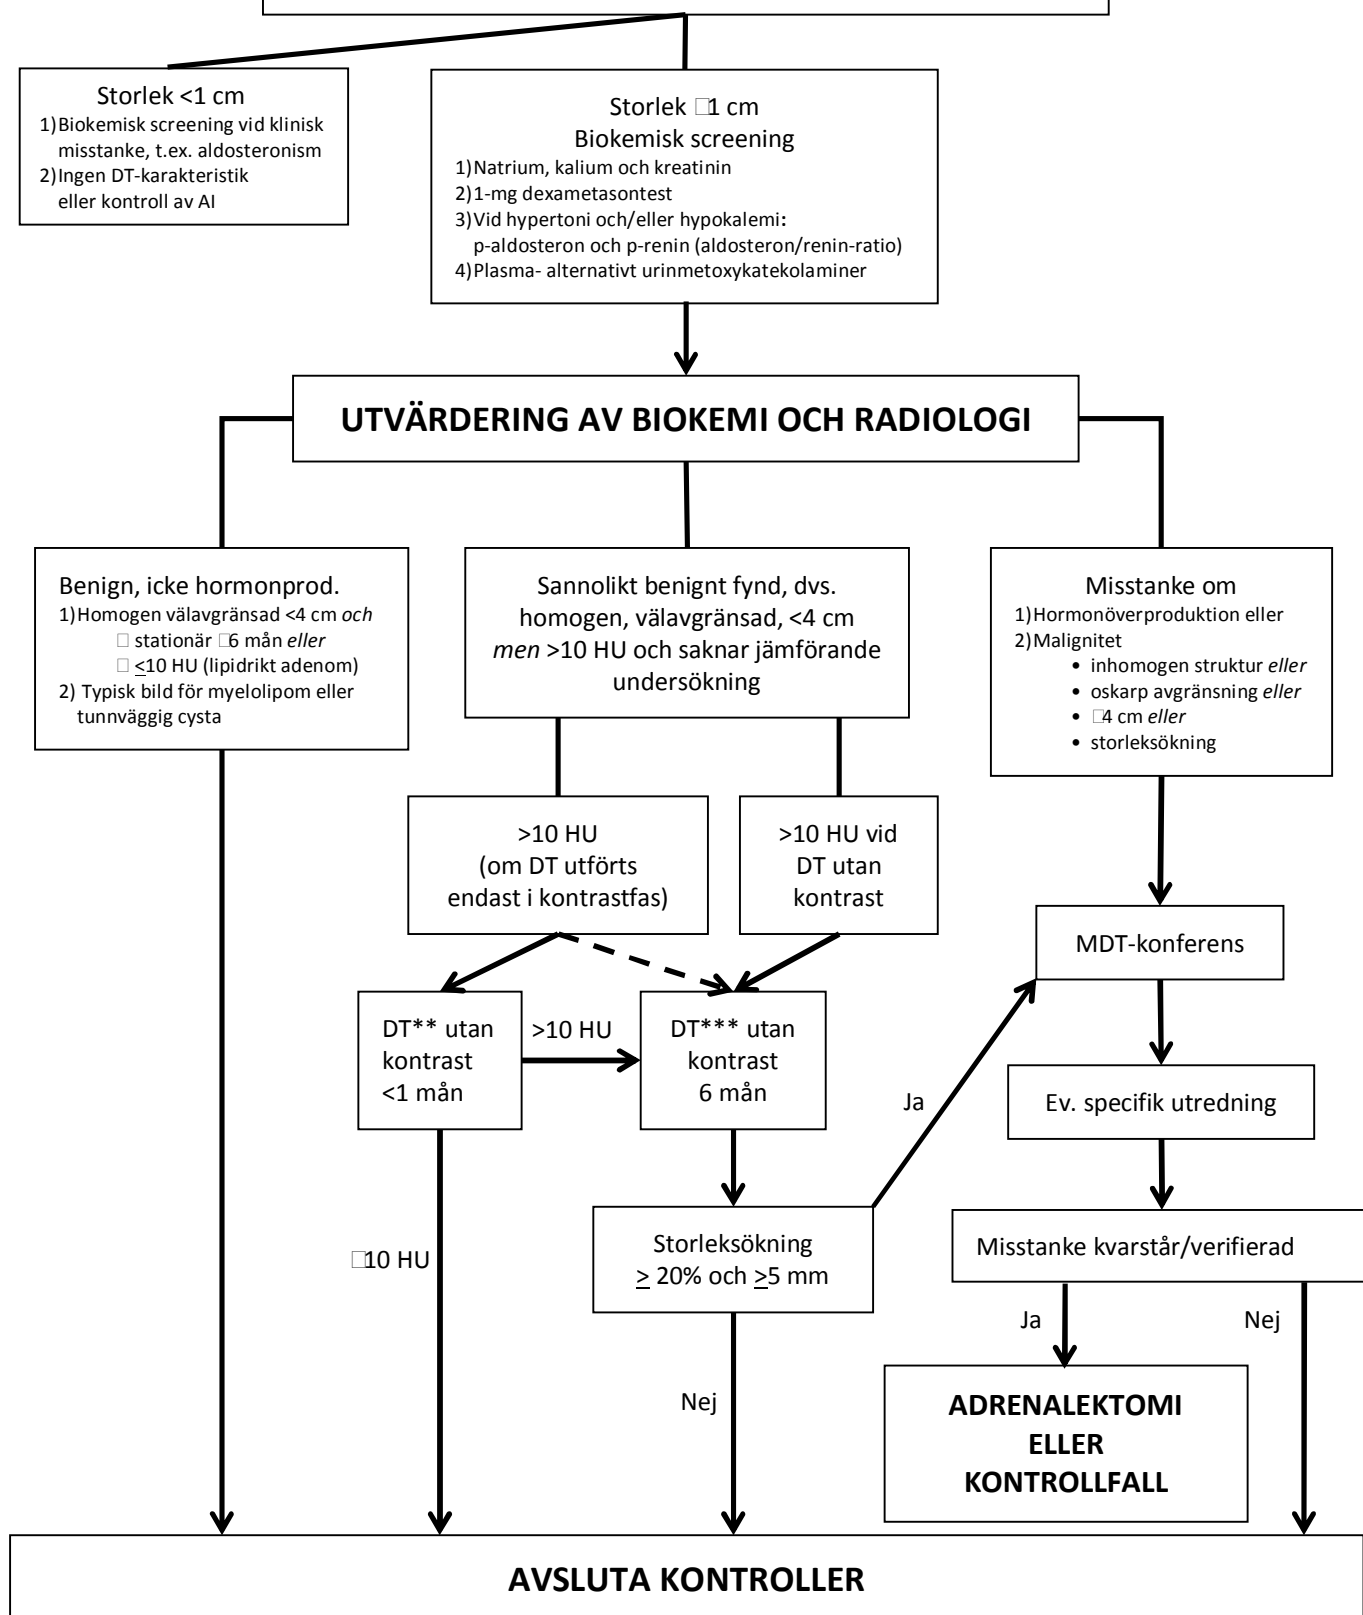 Storlek <1 cm
1) Biokemisk screening vid klinisk
misstanke, t.ex. aldosteronism
2) Ingen DT-karakteristik
eller kontroll av AI
Storlek □1 cm
Biokemisk screening
1) Natrium, kalium och kreatinin
2) 1-mg dexametasontest
3) Vid hypertoni och/eller hypokalemi:
p-aldosteron och p-renin (aldosteron/renin-ratio)
4) Plasma- alternativt urinmetoxykatekolaminer
UTVÄRDERING AV BIOKEMI OCH RADIOLOGI
Benign, icke hormonprod.
1) Homogen välavgränsad <4 cm och
□ stationär □6 mån eller
□ ≤10 HU (lipidrikt adenom)
2) Typisk bild för myelolipom eller
tunnväggig cysta
Sannolikt benignt fynd, dvs.
homogen, välavgränsad, <4 cm
men >10 HU och saknar jämförande
undersökning
Misstanke om
1) Hormonöverproduktion eller
2) Malignitet
• inhomogen struktur eller
• oskarp avgränsning eller
• □4 cm eller
• storleksökning
>10 HU
(om DT utförts
endast i kontrastfas)
>10 HU vid
DT utan
kontrast
MDT-konferens
DT** utan
kontrast
<1 mån
>10 HU
DT*** utan
kontrast
6 mån
Ja
Ev. specifik utredning
□10 HU
Storleksökning
≥ 20% och ≥5 mm
Misstanke kvarstår/verifierad
Ja
Nej
Nej
ADRENALEKTOMI
ELLER
KONTROLLFALL
AVSLUTA KONTROLLER